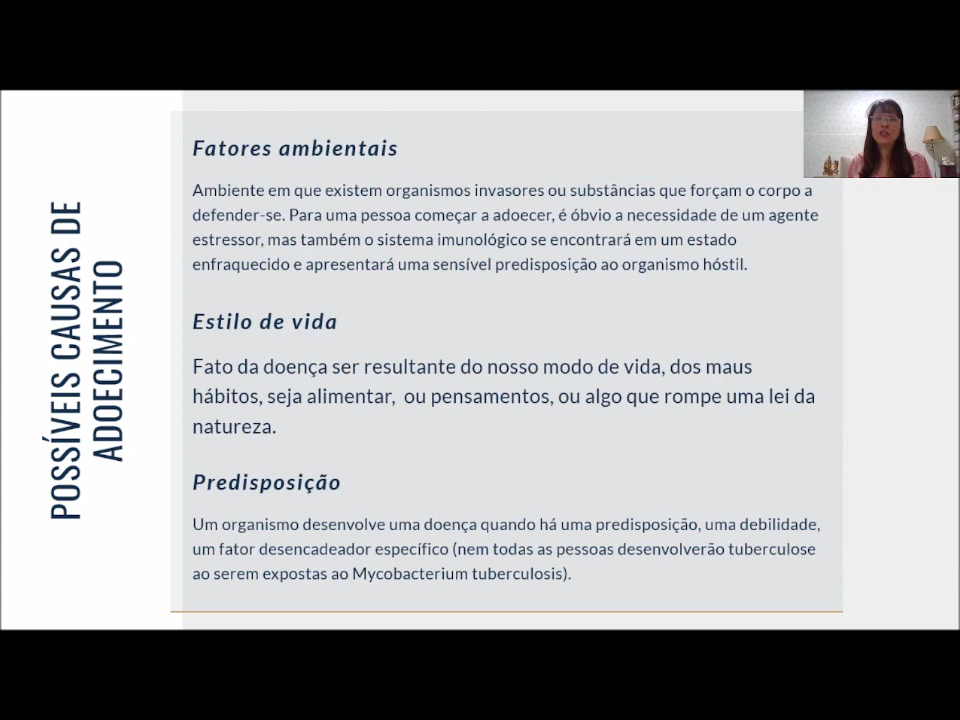 POSSÍVEIS CAUSAS DE
ADOECIMENTO
Fatores ambientais
Ambiente em que existem organismos invasores ou substâncias que forçam o corpo a
defender-se. Para uma pessoa começar a adoecer, é óbvio a necessidade de um agente
estressor, mas também o sistema imunológico se encontrará em um estado
enfraquecido e apresentará uma sensível predisposição ao organismo hóstil.
Estilo de vida
Fato da doença ser resultante do nosso modo de vida, dos maus
hábitos, seja alimentar, ou pensamentos, ou algo que rompe uma lei da
natureza.
Predisposição
Um organismo desenvolve uma doença quando há uma predisposição, uma debilidade,
um fator desencadeador específico (nem todas as pessoas desenvolverão tuberculose
ao serem expostas ao Mycobacterium tuberculosis).